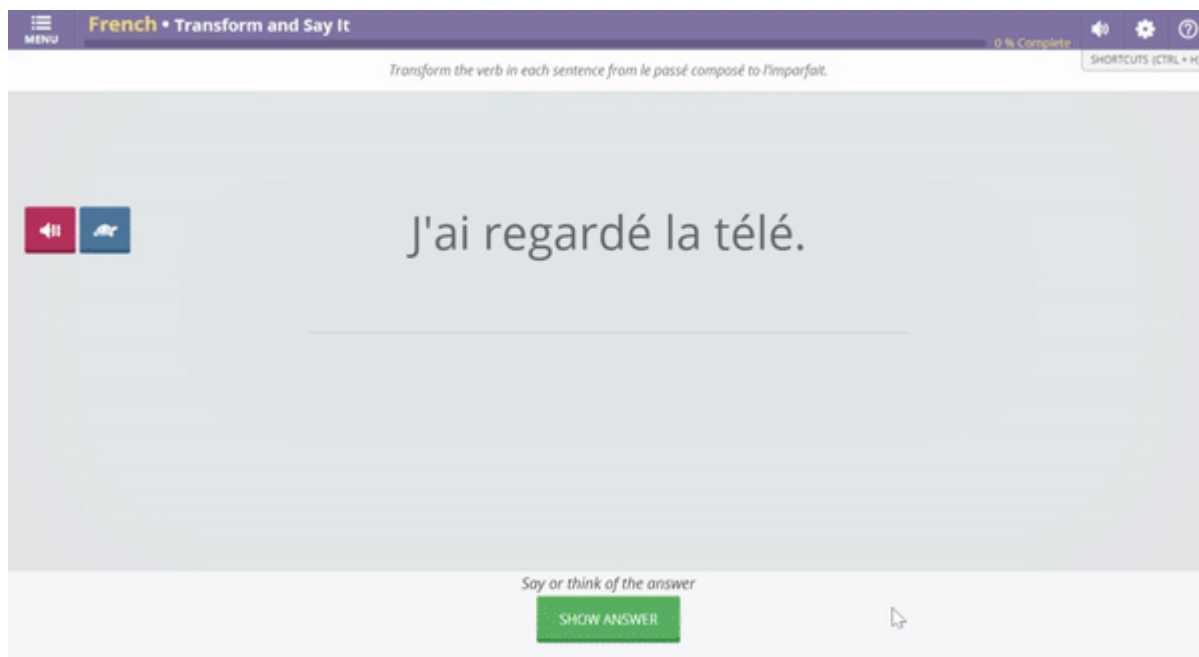 MENU
French • Transform and Say It
0 % Complete
SHORTCUTS (CTRL + H
Transform the verb in each sentence from le passé composé to l'imparfait.
J'ai regardé la télé.
Say or think of the answer
SHOW ANSWER